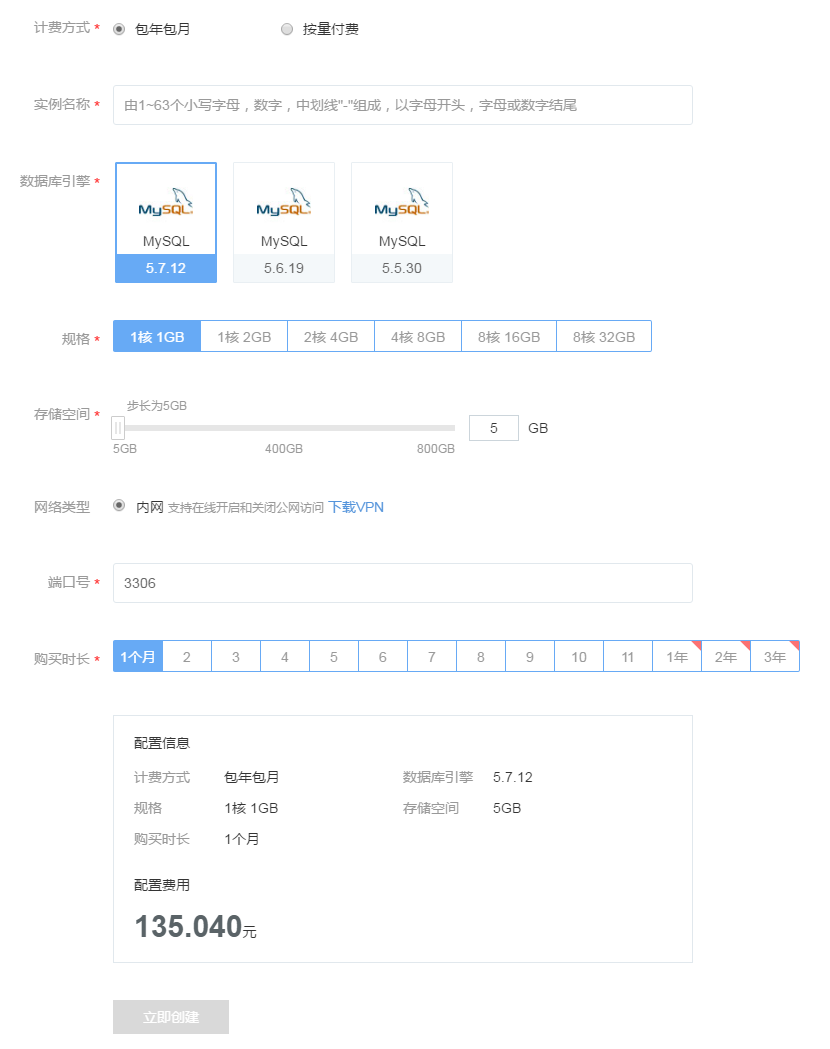 计费方式 * 包年包月 按量付费
实例名称 * 由1~63个小写字母，数字，中划线"-"组成，以字母开头，字母或数字结尾
数据库引擎 *
MySQL MySQL MySQL
MySQL MySQL MySQL
5.7.12 5.6.19 5.5.30
规格 * 1核 1GB 1核 2GB 2核 4GB 4核 8GB 8核 16GB 8核 32GB
步长为5GB
存储空间 * 5 GB
5GB 400GB 800GB
网络类型 内网 支持在线开启和关闭公网访问 下载VPN
端口号 * 3306
购买时长 * 1个月 2 3 4 5 6 7 8 9 10 11 1年 2年 3年
配置信息
计费方式 包年包月 数据库引擎 5.7.12
规格 1核 1GB 存储空间 5GB
购买时长 1个月
配置费用
135.040元
立即创建